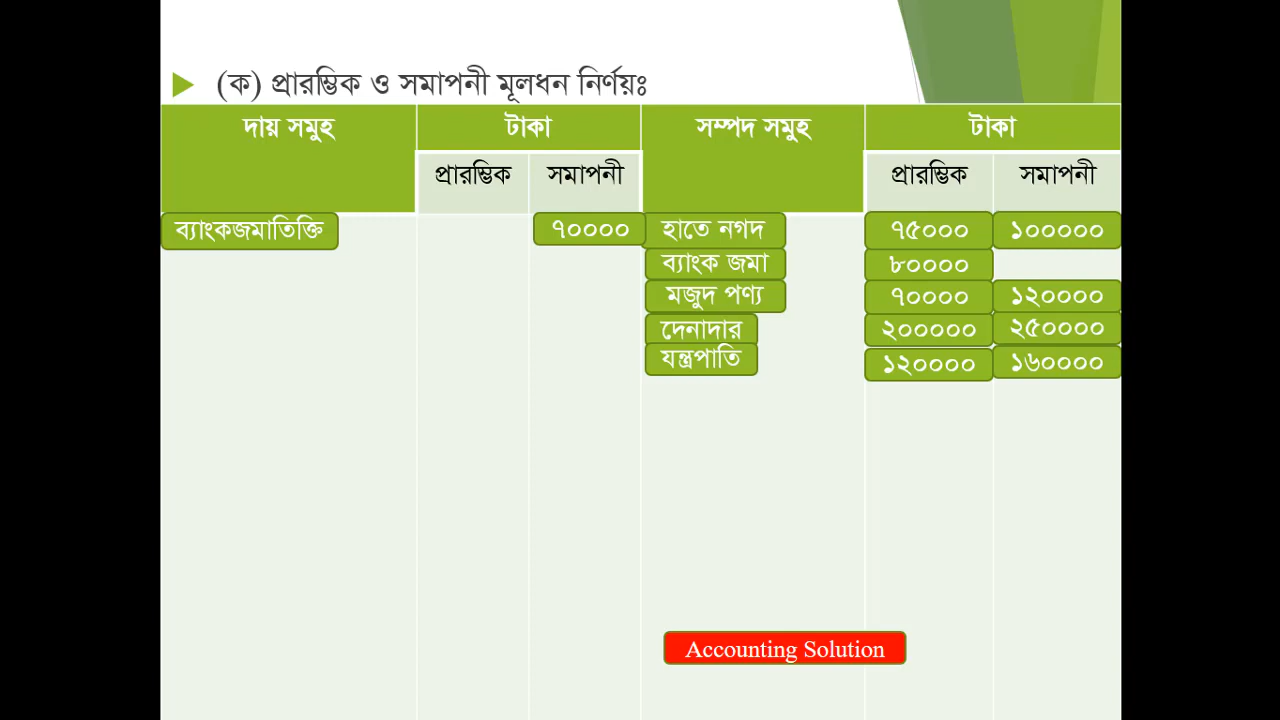 (ক) প্রারম্ভিক ও সমাপনী মূলধন নির্ণয়ঃ
দায় সমুহ টাকা সম্পদ সমুহ টাকা
প্রারম্ভিক সমাপনী প্রারম্ভিক সমাপনী
ব্যাংকজমাতিক্তি ৭০০০০ হাতে নগদ ৭৫০০০ ১০০০০০
ব্যাংক জমা ৮০০০০
মজুদ পণ্য ৭০০০০ ১২০০০০
দেনাদার ২০০০০০ ২৫০০০০
যন্ত্রপাতি ১২০০০০ ১৬০০০০
Accounting Solution